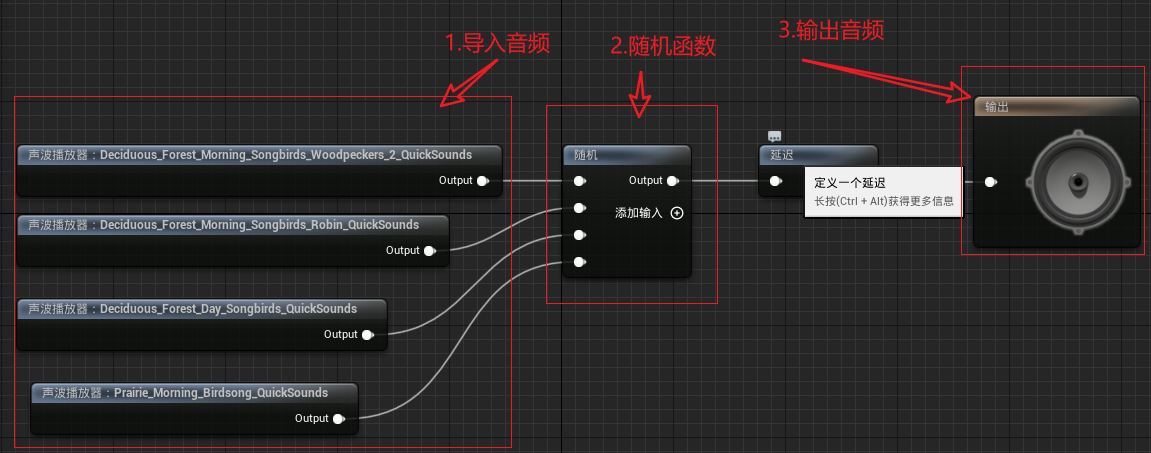 1.导入音频
2.随机函数
3.输出音频
声波播放器：Deciduous_Forest_Morning_Songbirds_Woodpeckers_2_QuickSounds
Output
声波播放器：Deciduous_Forest_Morning_Songbirds_Robin_QuickSounds
Output
声波播放器：Deciduous_Forest_Day_Songbirds_QuickSounds
Output
声波播放器：Prairie_Morning_Birdsong_QuickSounds
Output
随机
Output
添加输入
延迟
定义一个延迟
长按(Ctrl + Alt)获得更多信息
输出